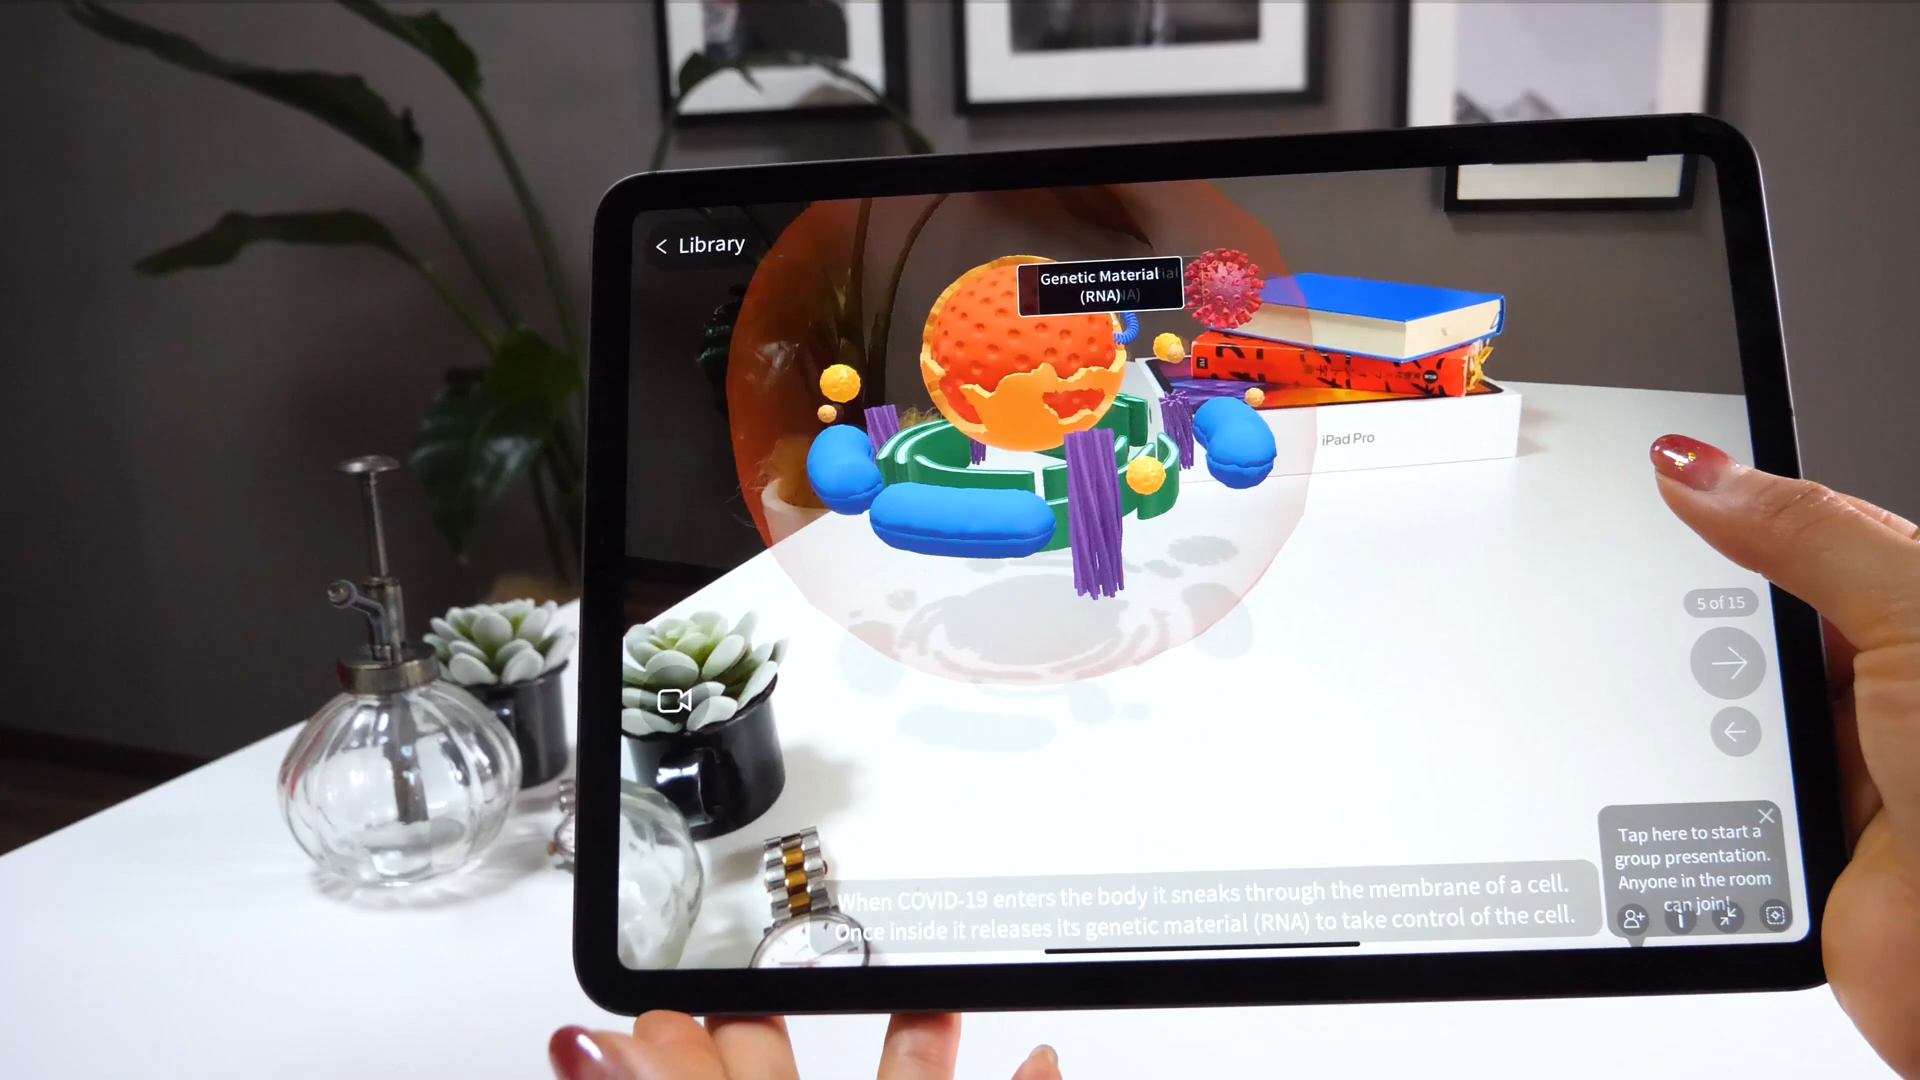 Library
Genetic Material
(RNA)
iPad Pro
5 of 15
Tap here to start a
group presentation.
Anyone in the room
can join!
When COVID-19 enters the body it sneaks through the membrane of a cell.
Once inside it releases its genetic material (RNA) to take control of the cell.